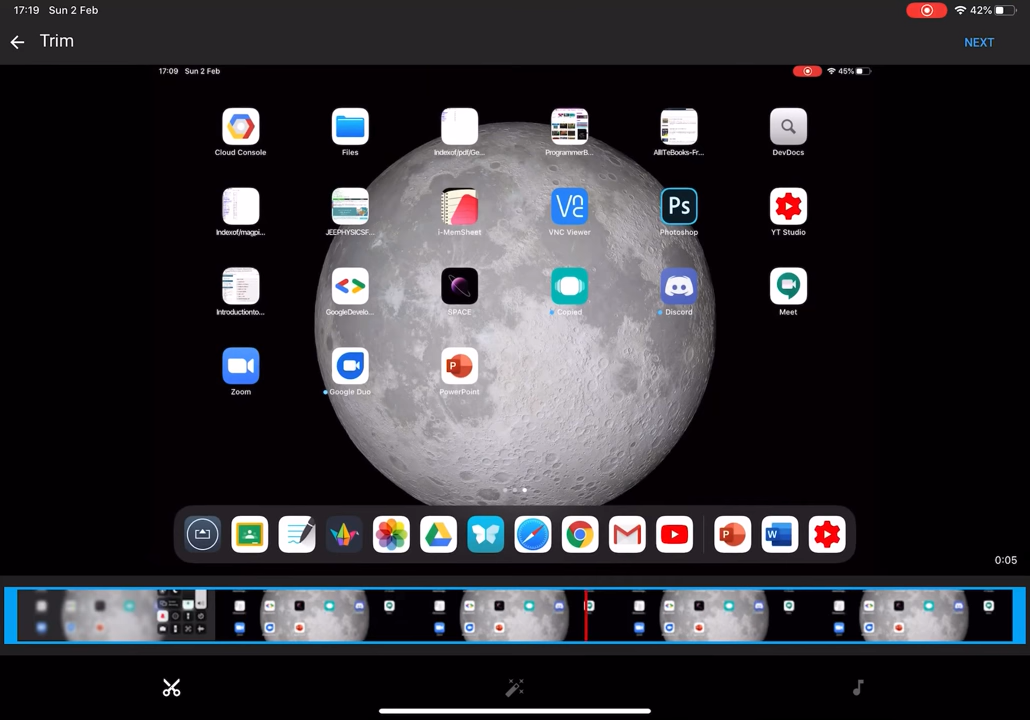 17:19 Sun 2 Feb 42%
Trim NEXT
17:09 Sun 2 Feb 45%
Cloud Console Files Indexof/pdf/Ge... ProgrammerB... AllITeBooks-Fr... DevDocs
Indexof/magpi... JEEPHYSICSF... i-MemSheet VNC Viewer Photoshop YT Studio
Ps
Introductionto... GoogleDevelo... SPACE Copied Discord Meet
Zoom Google Duo PowerPoint
0:05